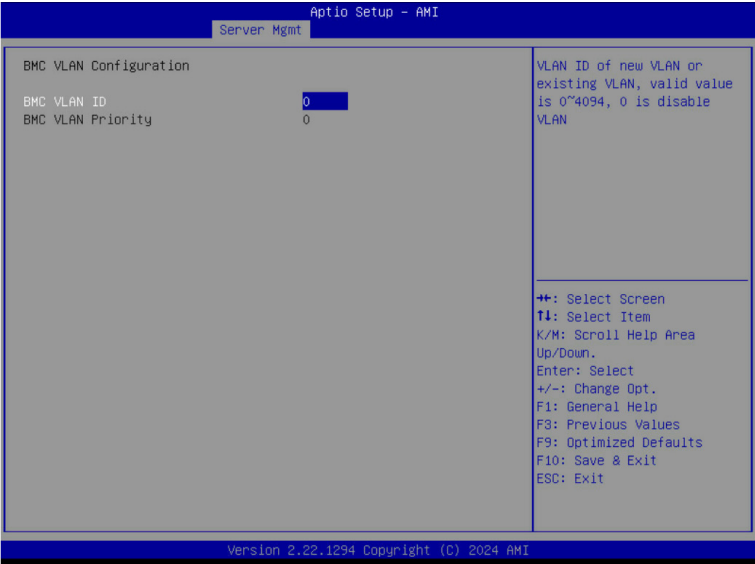 Aptio Setup – AMI
Server Mgmt
BMC VLAN Configuration
BMC VLAN ID 0
BMC VLAN Priority 0
VLAN ID of new VLAN or
existing VLAN, valid value
is 0~4094, 0 is disable
VLAN
→←: Select Screen
↑↓: Select Item
K/M: Scroll Help Area
Up/Down.
Enter: Select
+/-: Change Opt.
F1: General Help
F3: Previous Values
F9: Optimized Defaults
F10: Save & Exit
ESC: Exit
Version 2.22.1294 Copyright (C) 2024 AMI